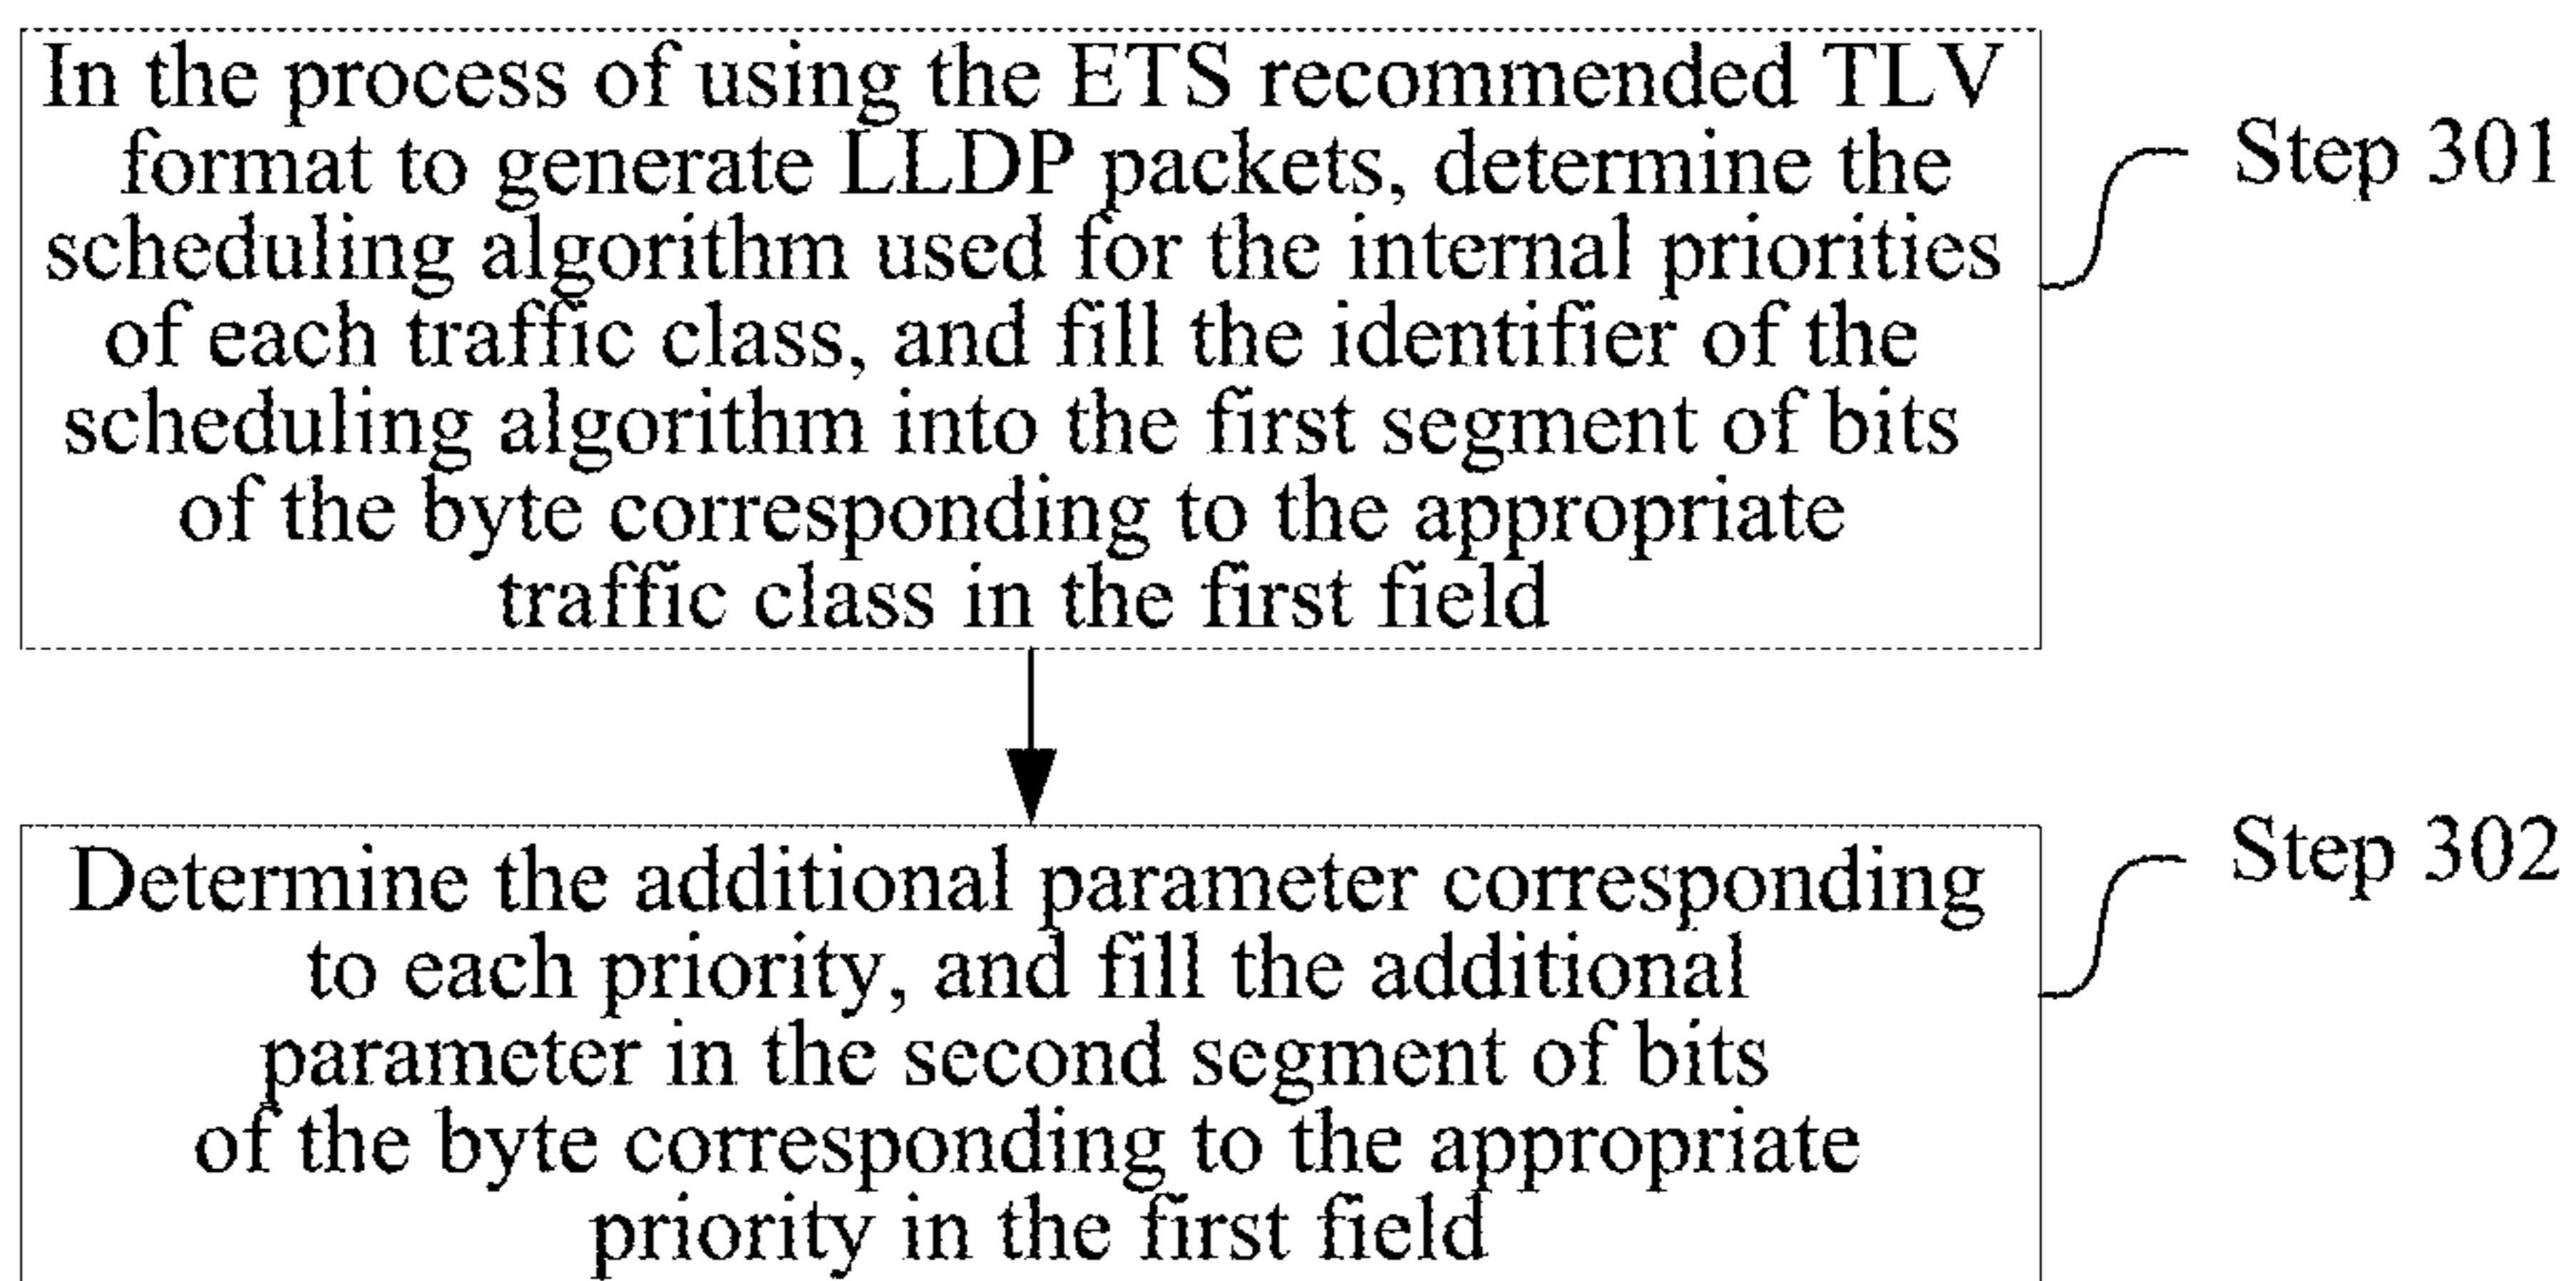 In the process of using the ETS recommended TLV
format to generate LLDP packets, determine the
scheduling algorithm used for the internal priorities
of each traffic class, and fill the identifier of the
scheduling algorithm into the first segment of bits
of the byte corresponding to the appropriate
traffic class in the first field
Step 301
Determine the additional parameter corresponding
to each priority, and fill the additional
parameter in the second segment of bits
of the byte corresponding to the appropriate
priority in the first field
Step 302